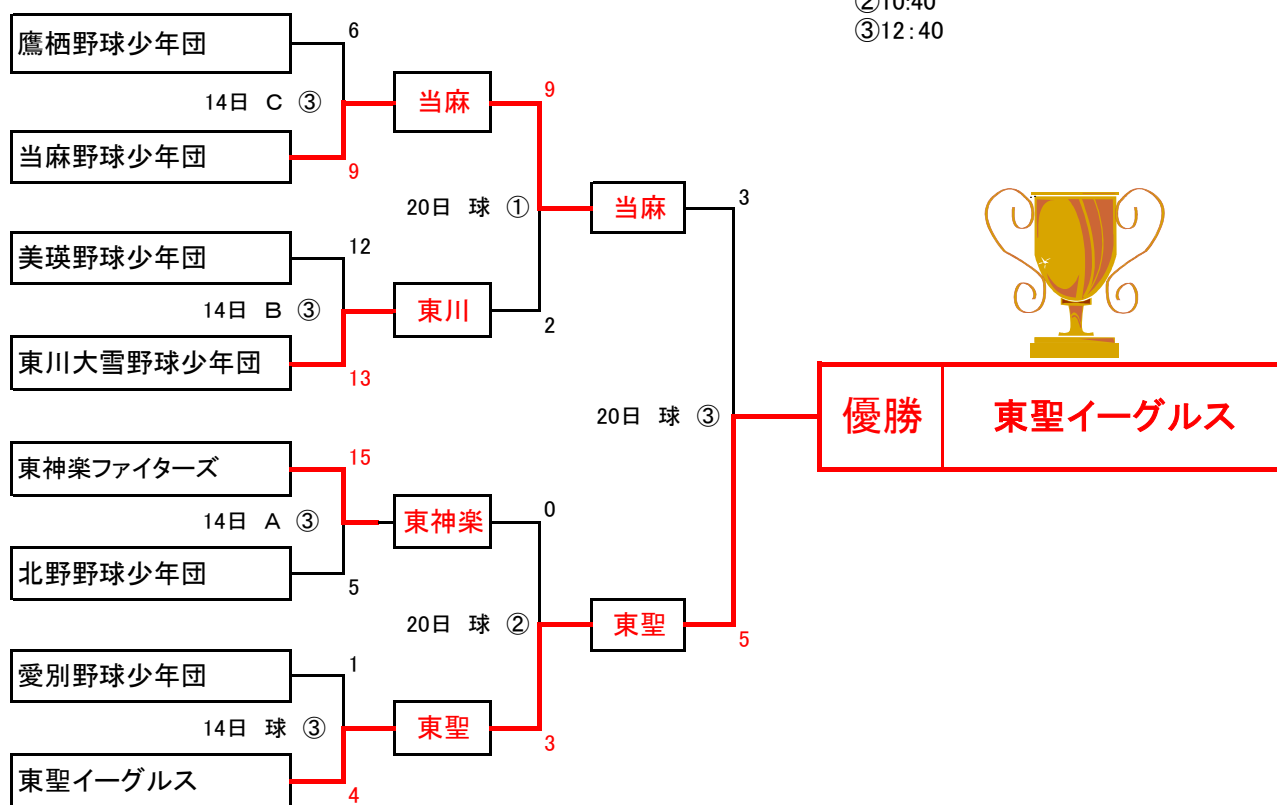 ②10:40
③12:40
鷹栖野球少年団
6
14日 C ③
当麻
9
当麻野球少年団
9
20日 球 ①
当麻
3
美瑛野球少年団
12
14日 B ③
東川
2
東川大雪野球少年団
13
20日 球 ③
優勝
東聖イーグルス
東神楽ファイターズ
15
14日 A ③
東神楽
0
北野野球少年団
5
20日 球 ②
東聖
5
愛別野球少年団
1
14日 球 ③
東聖
3
東聖イーグルス
4